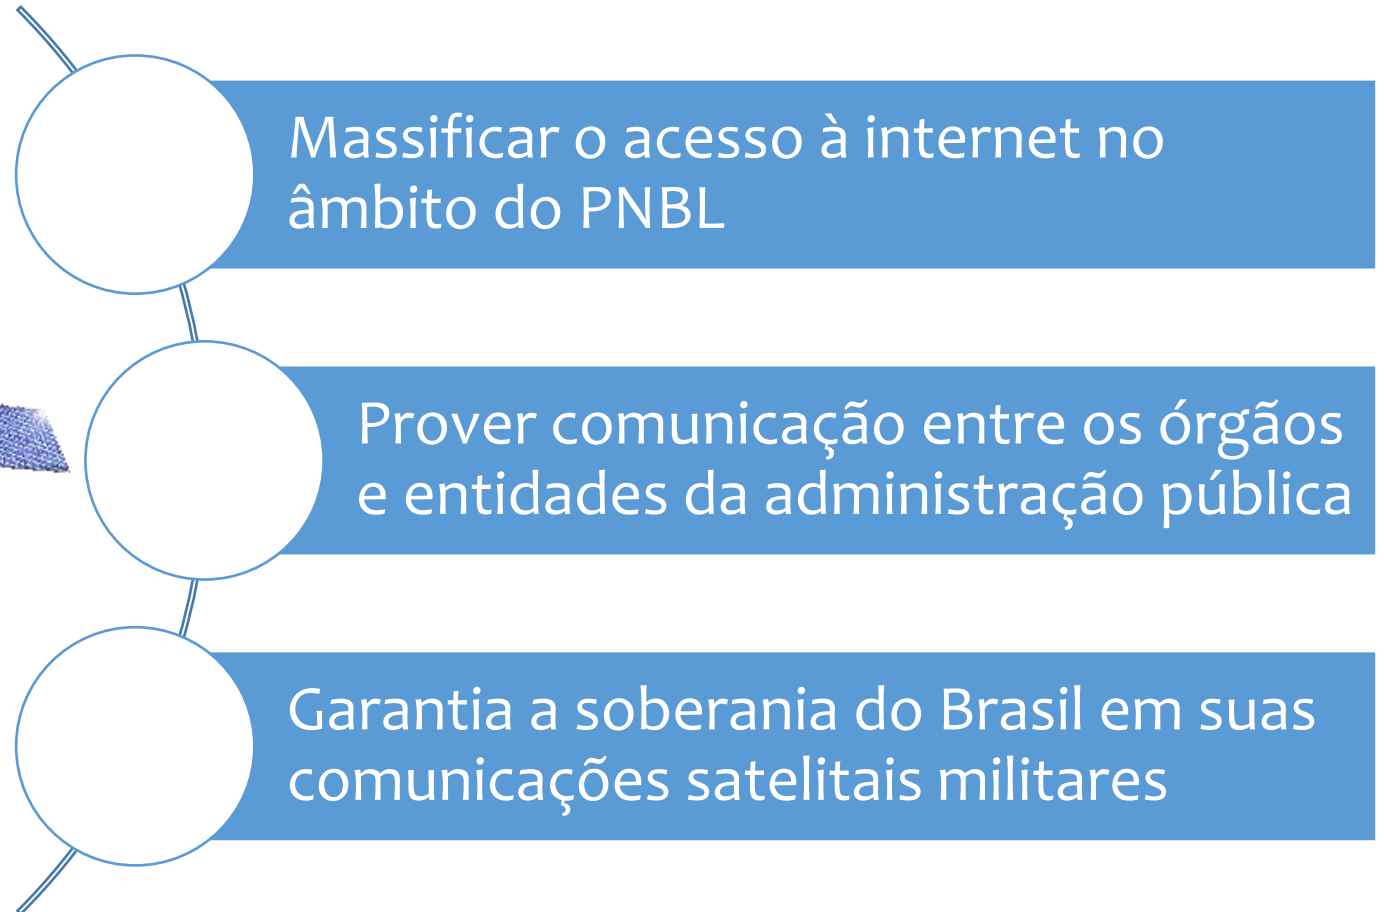 Massificar o acesso à internet no
âmbito do PNBL
Prover comunicação entre os órgãos
e entidades da administração pública
Garantia a soberania do Brasil em suas
comunicações satelitais militares